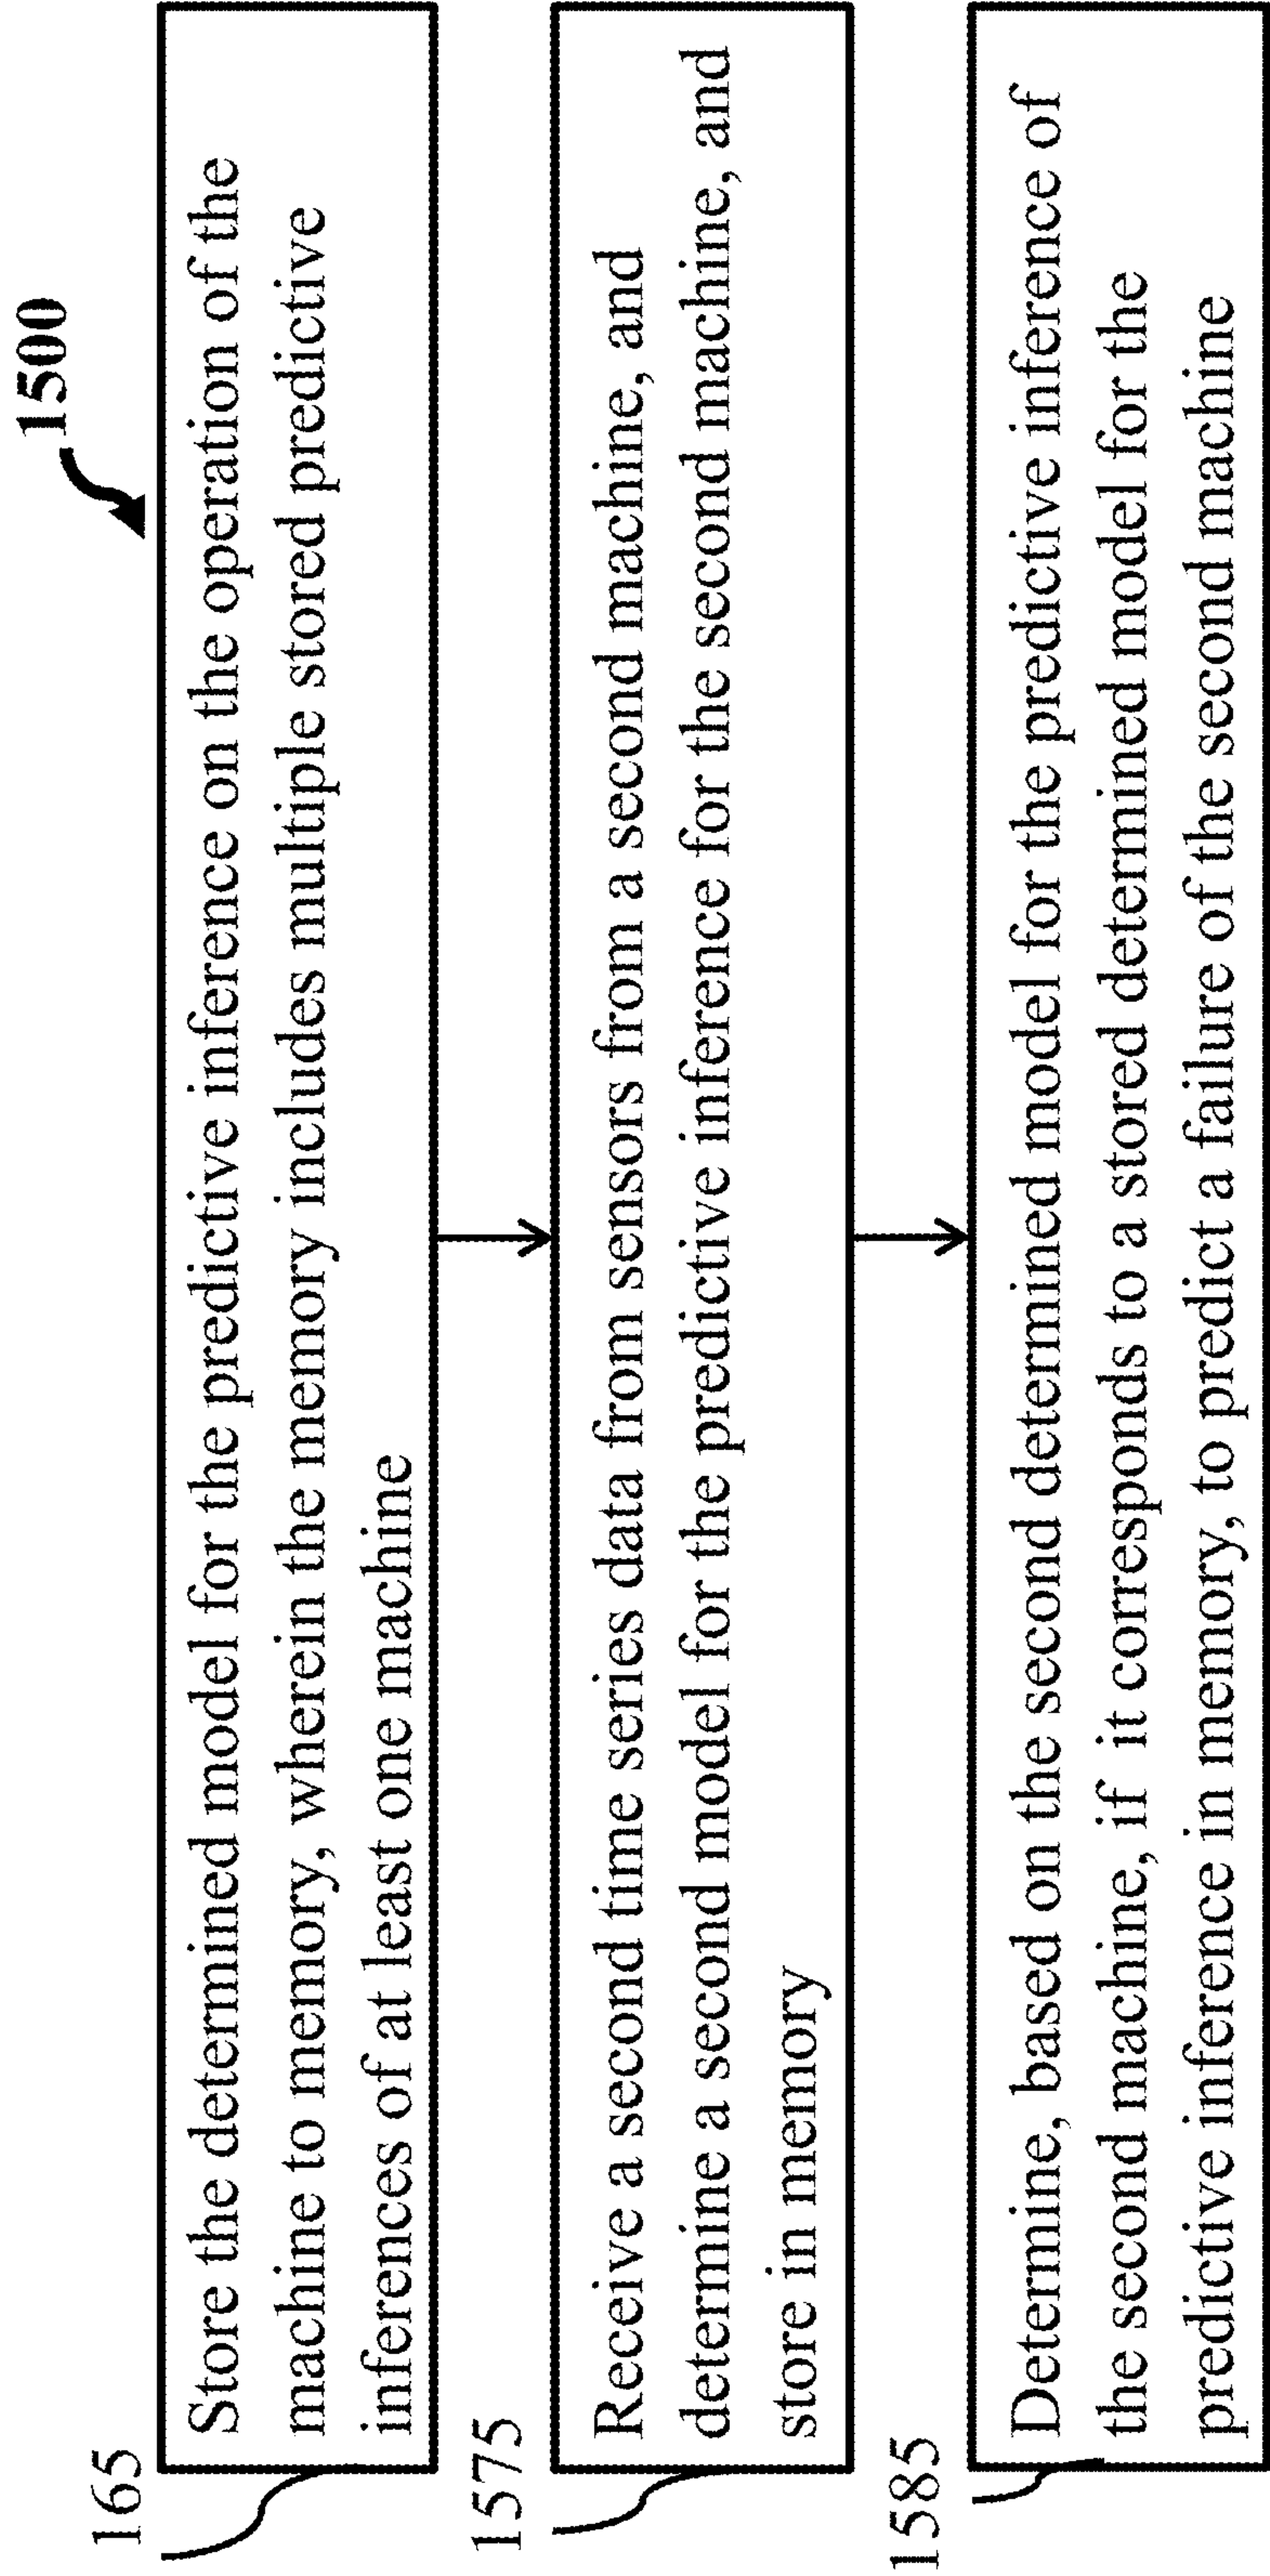 1500
165
Store the determined model for the predictive inference on the operation of the
machine to memory, wherein the memory includes multiple stored predictive
inferences of at least one machine
1575
Receive a second time series data from sensors from a second machine, and
determine a second model for the predictive inference for the second machine, and
store in memory
1585
Determine, based on the second determined model for the predictive inference of
the second machine, if it corresponds to a stored determined model for the
predictive inference in memory, to predict a failure of the second machine